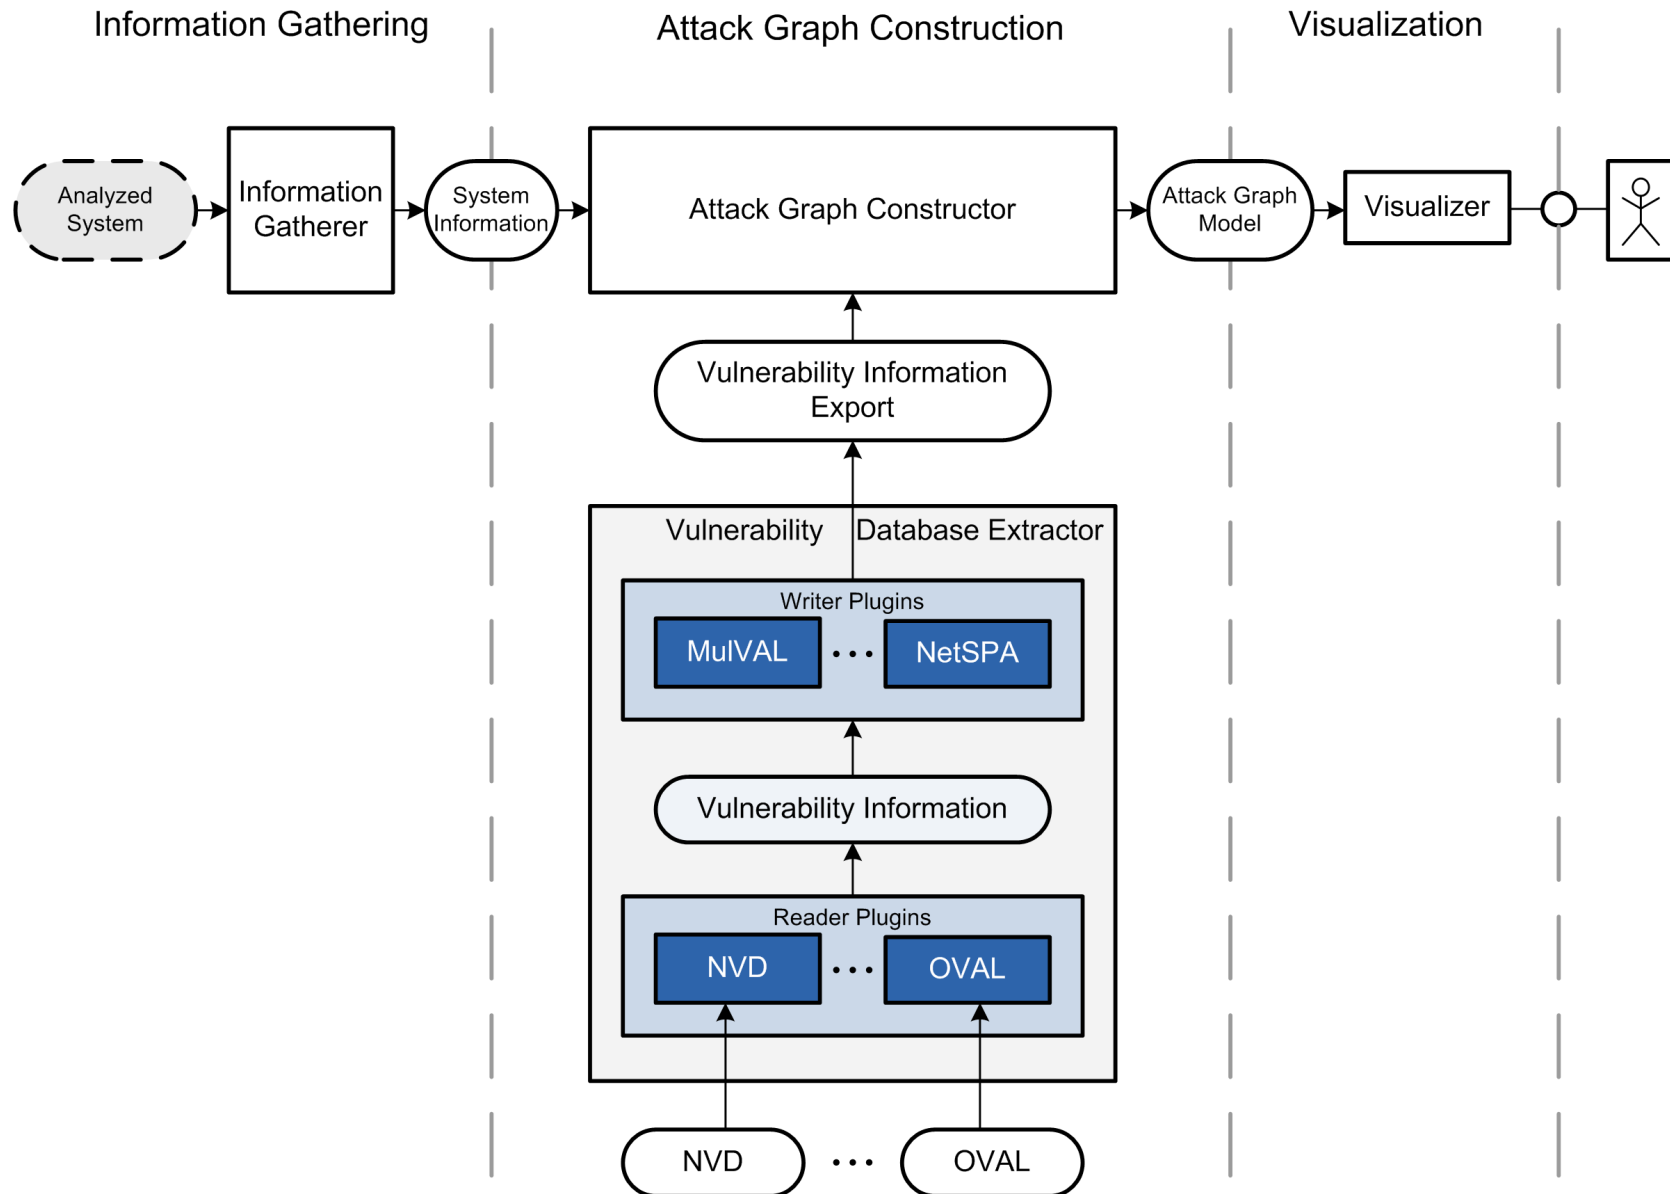 Information Gathering
Attack Graph Construction
Visualization
Analyzed
System
Information
Gatherer
System
Information
Attack Graph Constructor
Attack Graph
Model
Visualizer
Vulnerability Information
Export
Vulnerability Database Extractor
Writer Plugins
MulVAL ••• NetSPA
Vulnerability Information
Reader Plugins
NVD ••• OVAL
NVD ••• OVAL